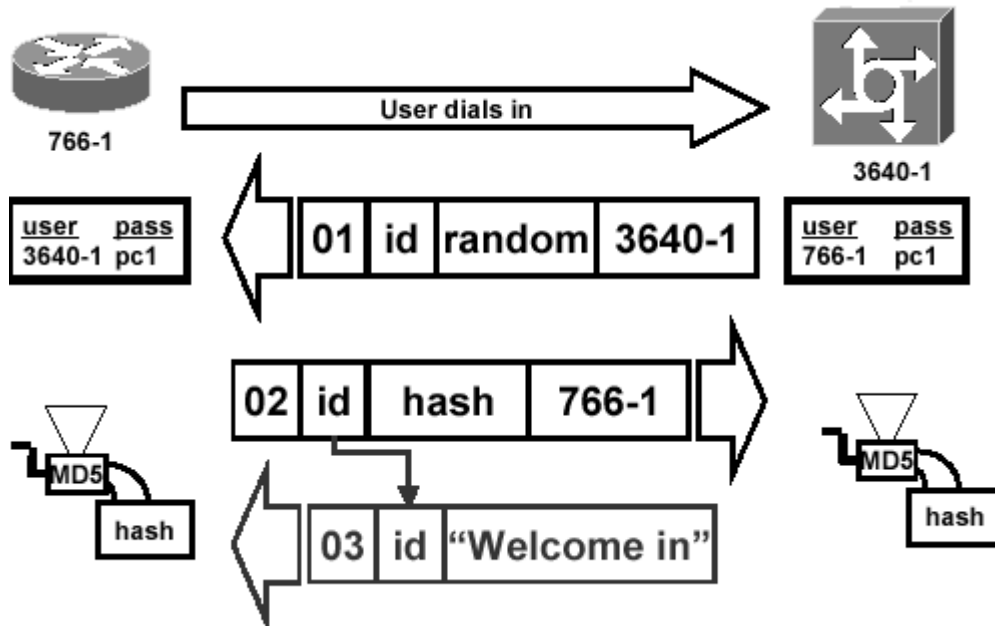 User dials in
766-1
3640-1
user pass
3640-1 pc1
01 id random 3640-1
user pass
766-1 pc1
02 id hash 766-1
MD5
hash
MD5
hash
03 id “Welcome in”